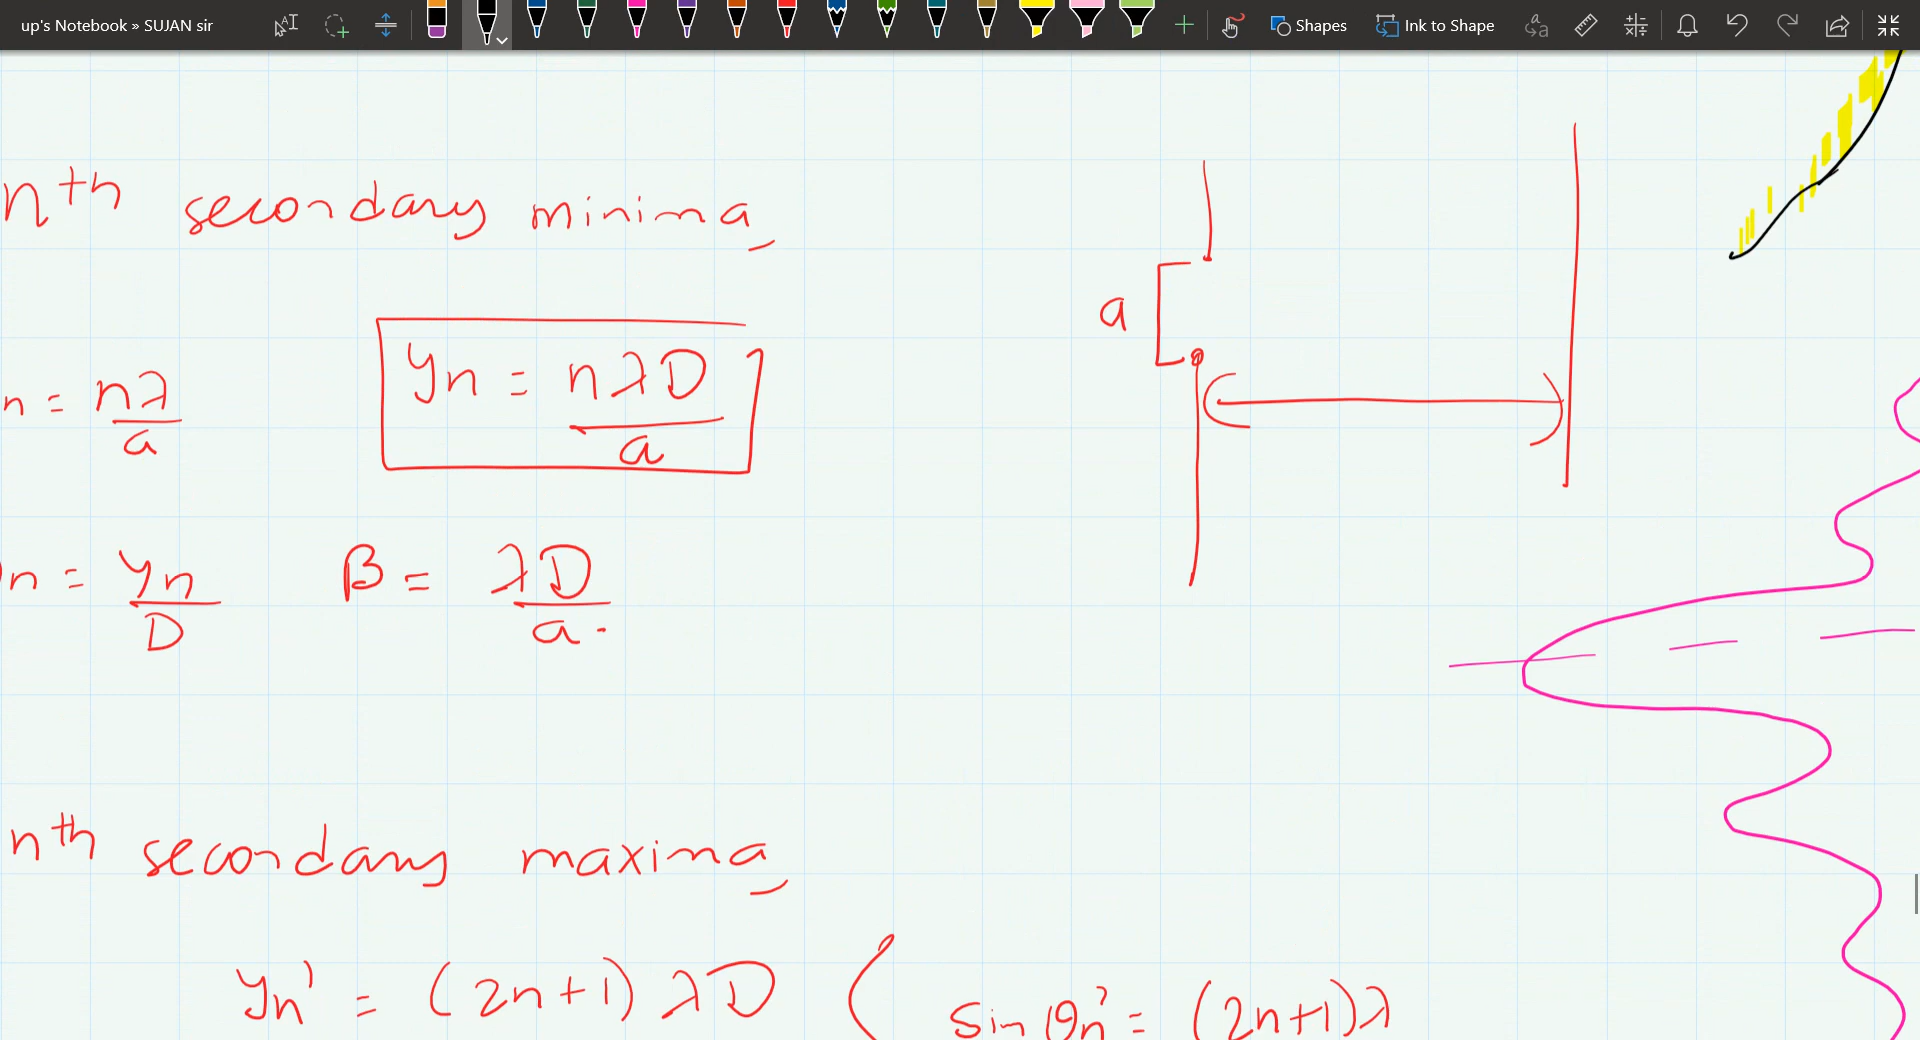 up's Notebook » SUJAN sir
Shapes
Ink to Shape
nth secondary minima
n = nλ/a
yn = nλD/a
a
n = yn/D
β = λD/a.
nth secondary maxima
yn' = (2n+1) λD
sin θn' = (2n+1)λ